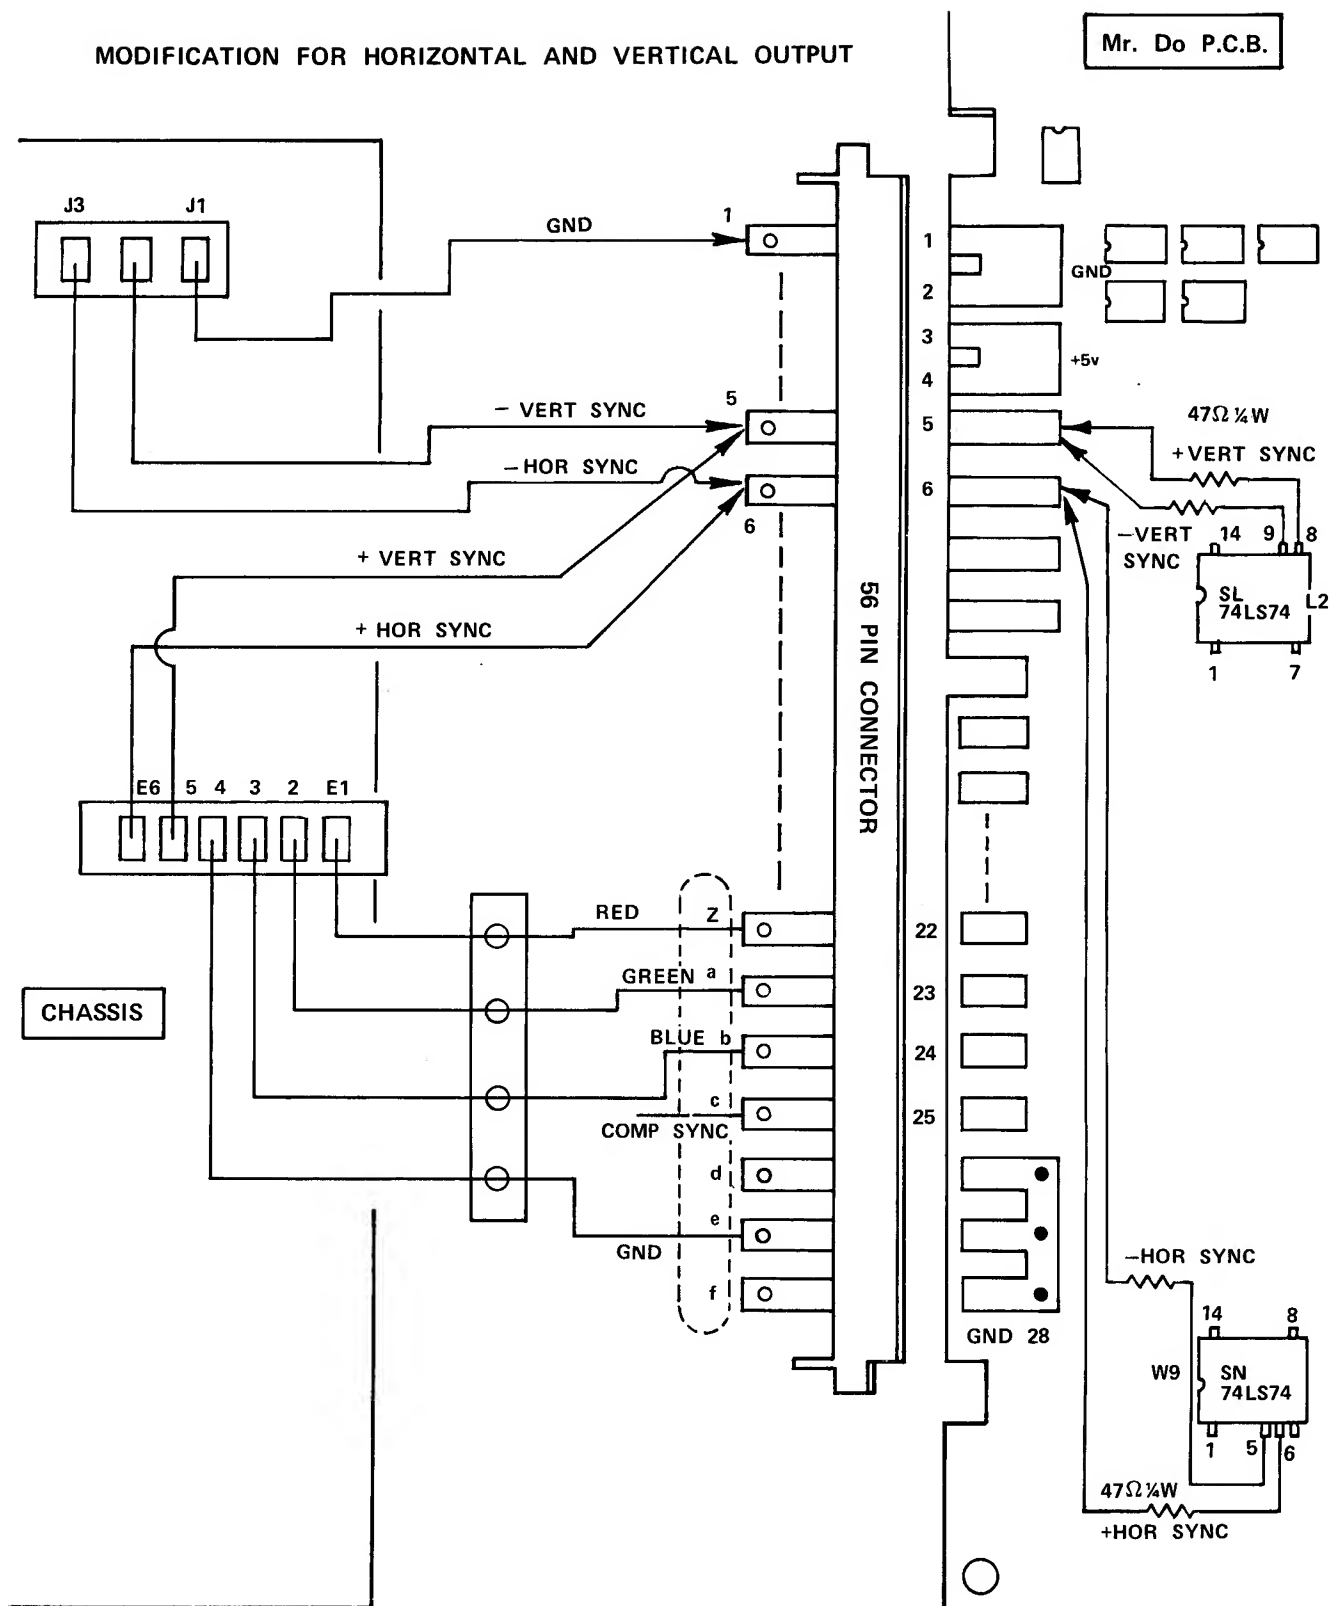 MODIFICATION FOR HORIZONTAL AND VERTICAL OUTPUT
Mr. Do P.C.B.
J3
J1
GND
1
1
2
GND
3
4
+5v
– VERT SYNC
5
5
47Ω ¼W
+VERT SYNC
–HOR SYNC
6
6
–VERT SYNC
14
9
8
SL
74LS74
L2
1
7
+ VERT SYNC
+ HOR SYNC
56 PIN CONNECTOR
E6
5
4
3
2
E1
RED
Z
22
GREEN
a
23
CHASSIS
BLUE
b
24
c
25
COMP SYNC
d
e
GND
f
GND 28
–HOR SYNC
14
8
W9
SN
74LS74
1
5
6
47Ω ¼W
+HOR SYNC